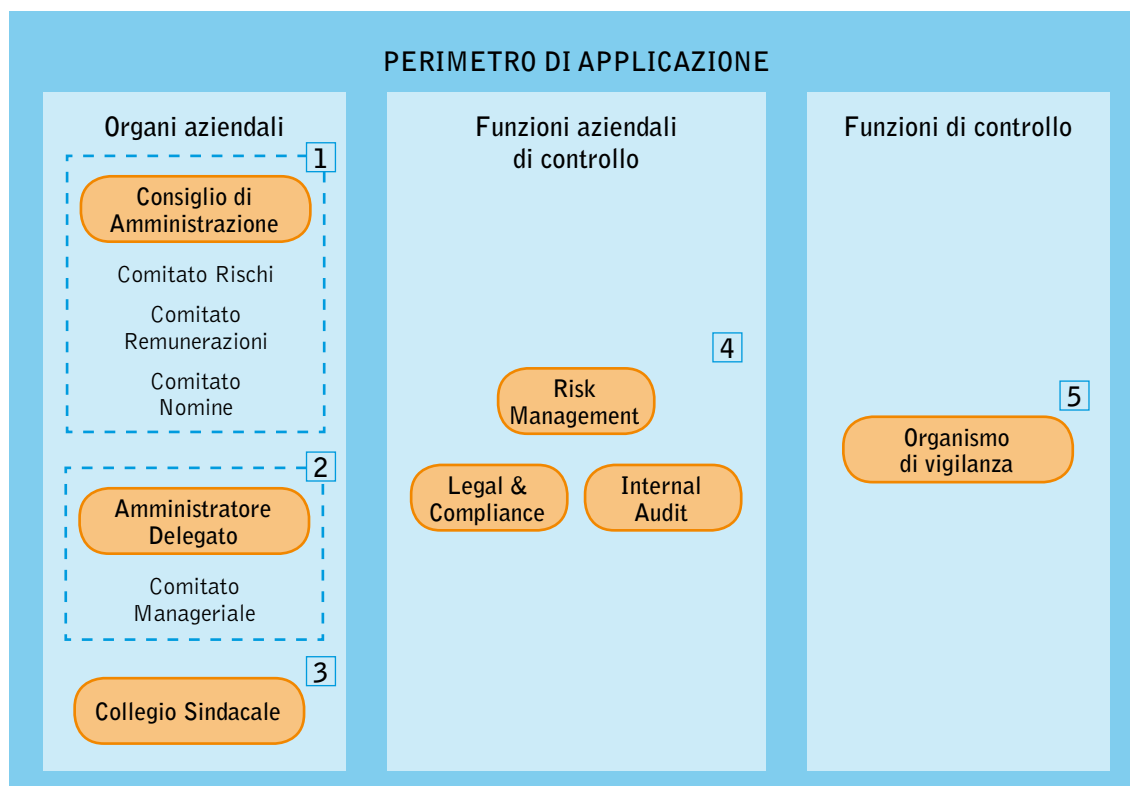 PERIMETRO DI APPLICAZIONE
Organi aziendali
1
Consiglio di
Amministrazione
Comitato Rischi
Comitato
Remunerazioni
Comitato
Nomine
2
Amministratore
Delegato
Comitato
Manageriale
3
Collegio Sindacale
Funzioni aziendali
di controllo
4
Risk
Management
Legal &
Compliance
Internal
Audit
Funzioni di controllo
5
Organismo
di vigilanza